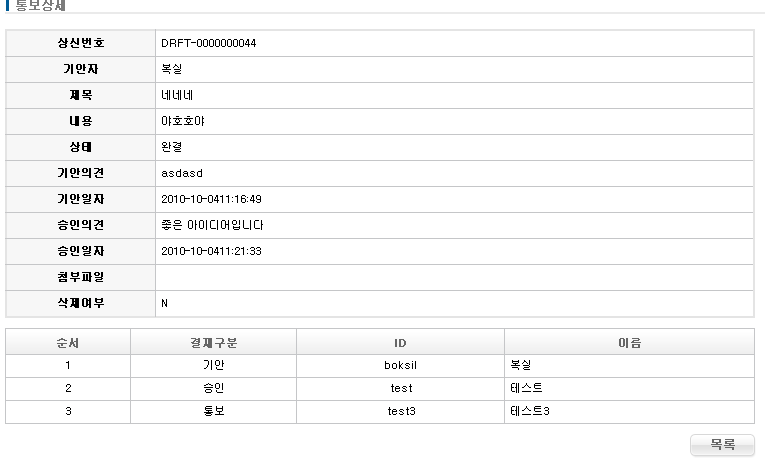 통보상세
상신번호 DRFT-0000000044
기안자 복실
제목 네네네
내용 야호호야
상태 완결
기안의견 asdasd
기안일자 2010-10-0411:16:49
승인의견 좋은 아이디어입니다
승인일자 2010-10-0411:21:33
첨부파일
삭제여부 N
순서 결재구분 ID 이름
1 기안 boksil 복실
2 승인 test 테스트
3 통보 test3 테스트3
목록